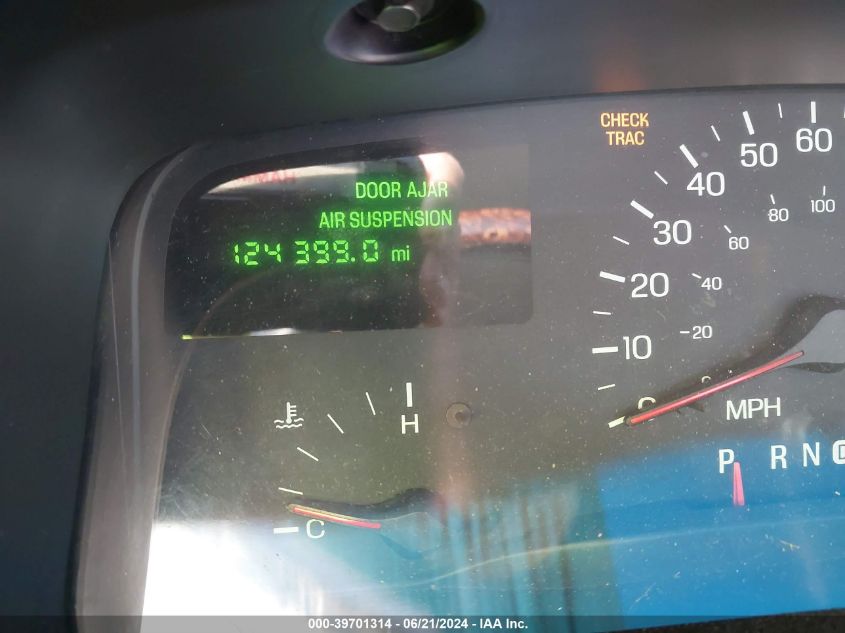 CHECK
TRAC
DOOR AJAR
AIR SUSPENSION
124 399.0 mi
10 20 30 40 50 60
20 40 60 80 100
MPH
H
C
P R N D
000-39701314 - 06/21/2024 - IAA Inc.